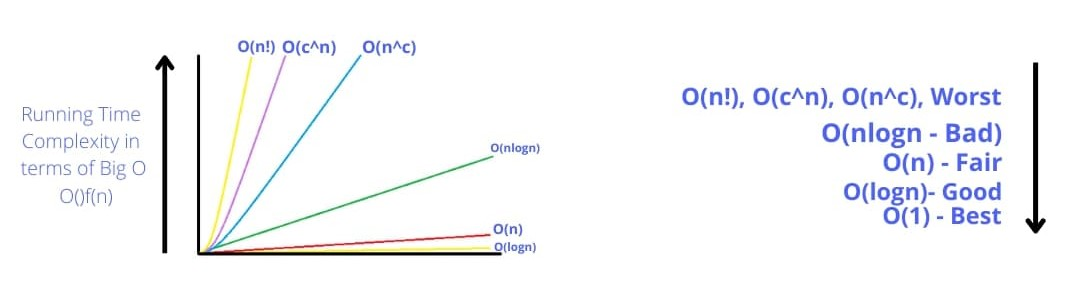 O(n!) O(c^n) O(n^c)
Running Time
Complexity in
terms of Big O
O()f(n)
O(nlogn)
O(n)
O(logn)
O(n!), O(c^n), O(n^c), Worst
O(nlogn - Bad)
O(n) - Fair
O(logn)- Good
O(1) - Best